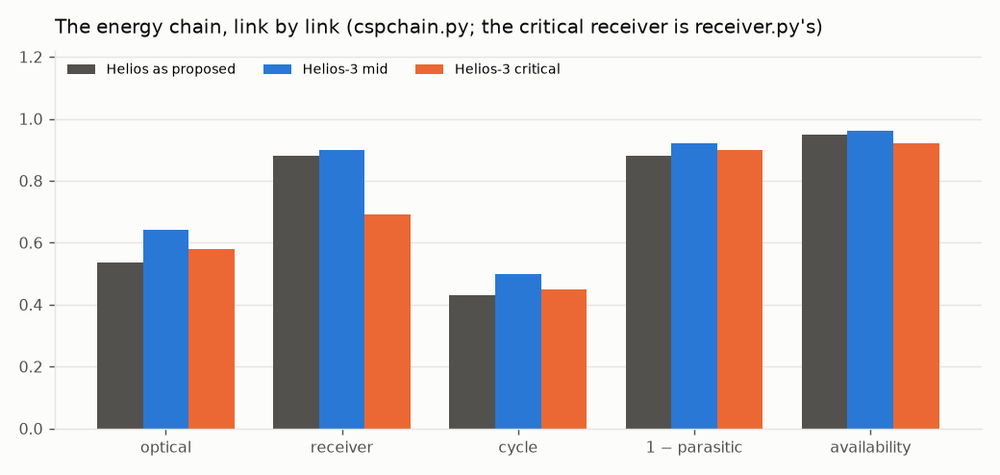 The energy chain, link by link (cspchain.py; the critical receiver is receiver.py's)
Helios as proposed
Helios-3 mid
Helios-3 critical
1.2
1.0
0.8
0.6
0.4
0.2
0.0
optical
receiver
cycle
1 − parasitic
availability